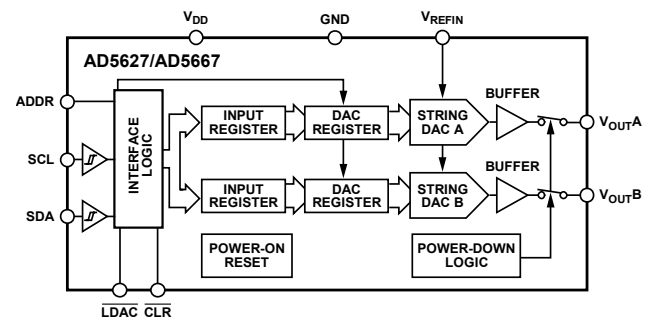 VDD
GND
VREFIN
AD5627/AD5667
ADDR
SCL
SDA
INTERFACE
LOGIC
INPUT
REGISTER
DAC
REGISTER
STRING
DAC A
BUFFER
VOUTA
INPUT
REGISTER
DAC
REGISTER
STRING
DAC B
BUFFER
VOUTB
POWER-ON
RESET
POWER-DOWN
LOGIC
LDAC
CLR